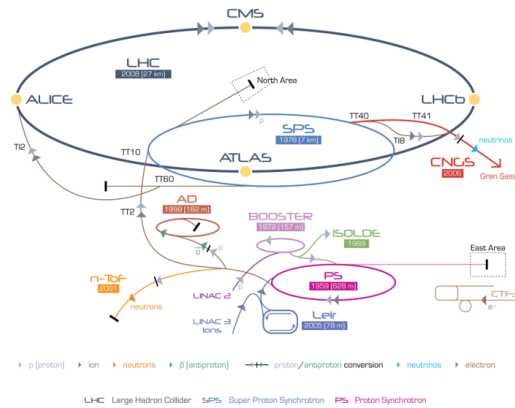 CMS
LHC
2008 (27 km)
North Area
ALICE
LHCb
TT40
TT41
SPS
1976 (7 km)
TI2
TT10
TI8
neutrinos
p
ATLAS
CNGS
2006
Gran Sasso
TT60
AD
1999 (182 m)
TT2
BOOSTER
1972 (157 m)
ISOLDE
1989
p
p̄
East Area
n-ToF
2001
p
PS
1959 (628 m)
neutrons
LINAC 2
CTF3
e-
LINAC 3
Ions
Leir
2005 (78 m)
p (proton)
ion
neutrons
p̄ (antiproton)
proton/antiproton conversion
neutrinos
electron
LHC Large Hadron Collider SPS Super Proton Synchrotron PS Proton Synchrotron